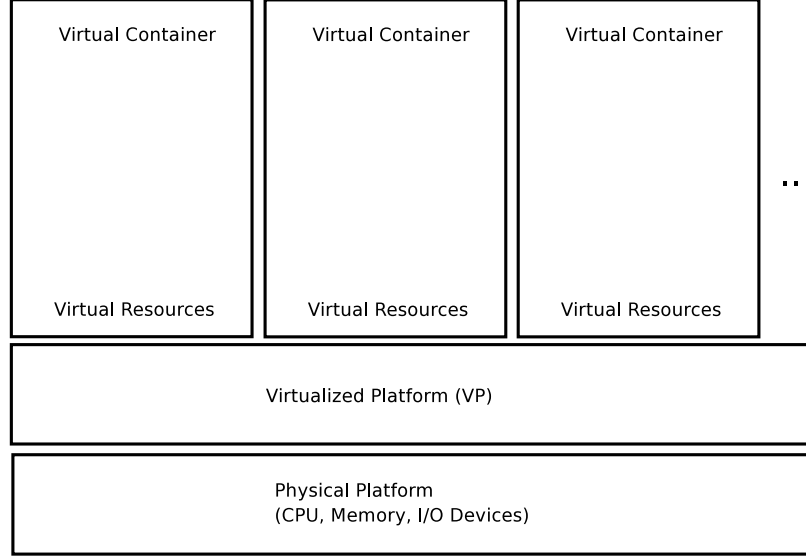 Virtual Container
Virtual Container
Virtual Container
..
Virtual Resources
Virtual Resources
Virtual Resources
Virtualized Platform (VP)
Physical Platform
(CPU, Memory, I/O Devices)